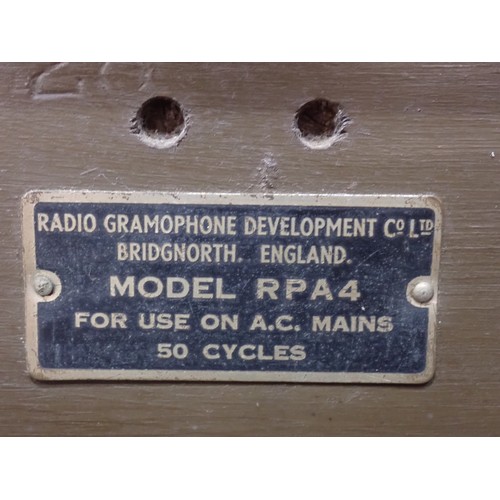 RADIO GRAMOPHONE DEVELOPMENT Co LTD
BRIDGNORTH. ENGLAND.
MODEL RPA4
FOR USE ON A.C. MAINS
50 CYCLES